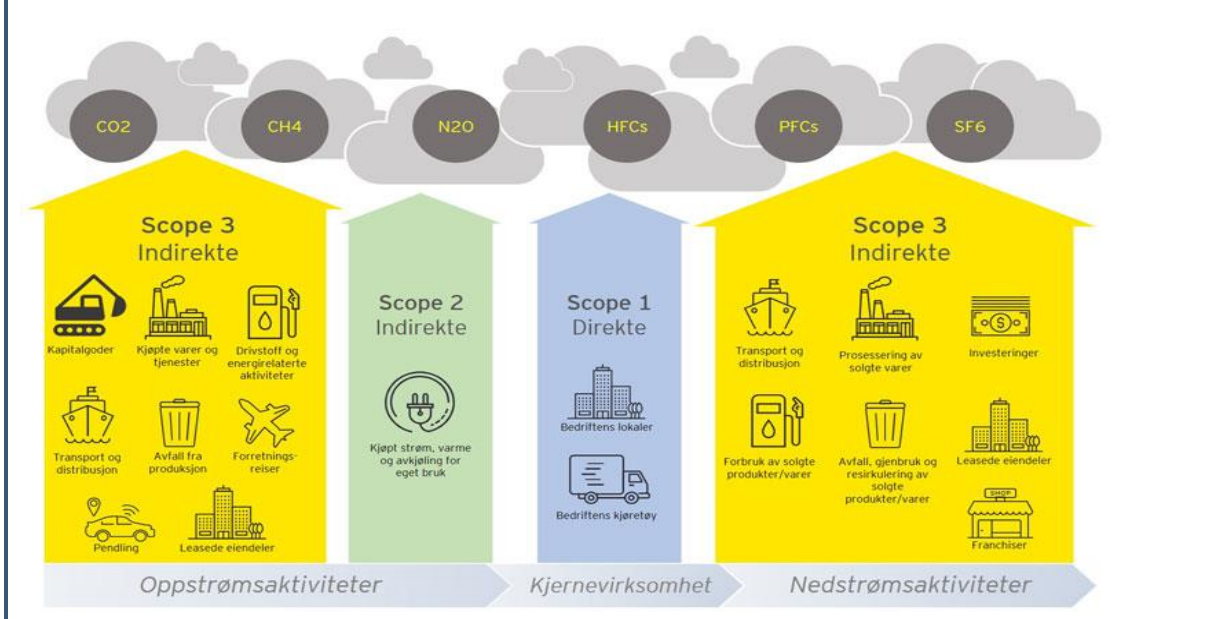 CO2
CH4
N2O
HFCs
PFCs
SF6
Scope 3
Indirekte
Kapitalgoder
Kjøpte varer og
tjenester
Drivstoff og
energirelaterte
aktiviteter
Transport og
distribusjon
Avfall fra
produksjon
Forretnings-
reiser
Pendling
Leasede eiendeler
Scope 2
Indirekte
Kjøpt strøm, varme
og avkjøling for
eget bruk
Scope 1
Direkte
Bedriftens lokaler
Bedriftens kjøretøy
Scope 3
Indirekte
Transport og
distribusjon
Prosessering av
solgte varer
Investeringer
Forbruk av solgte
produkter/varer
Avfall, gjenbruk og
resirkulering av
solgte
produkter/varer
Leasede eiendeler
SHOP
Franchiser
Oppstrømsaktiviteter
Kjernevirksomhet
Nedstrømsaktiviteter